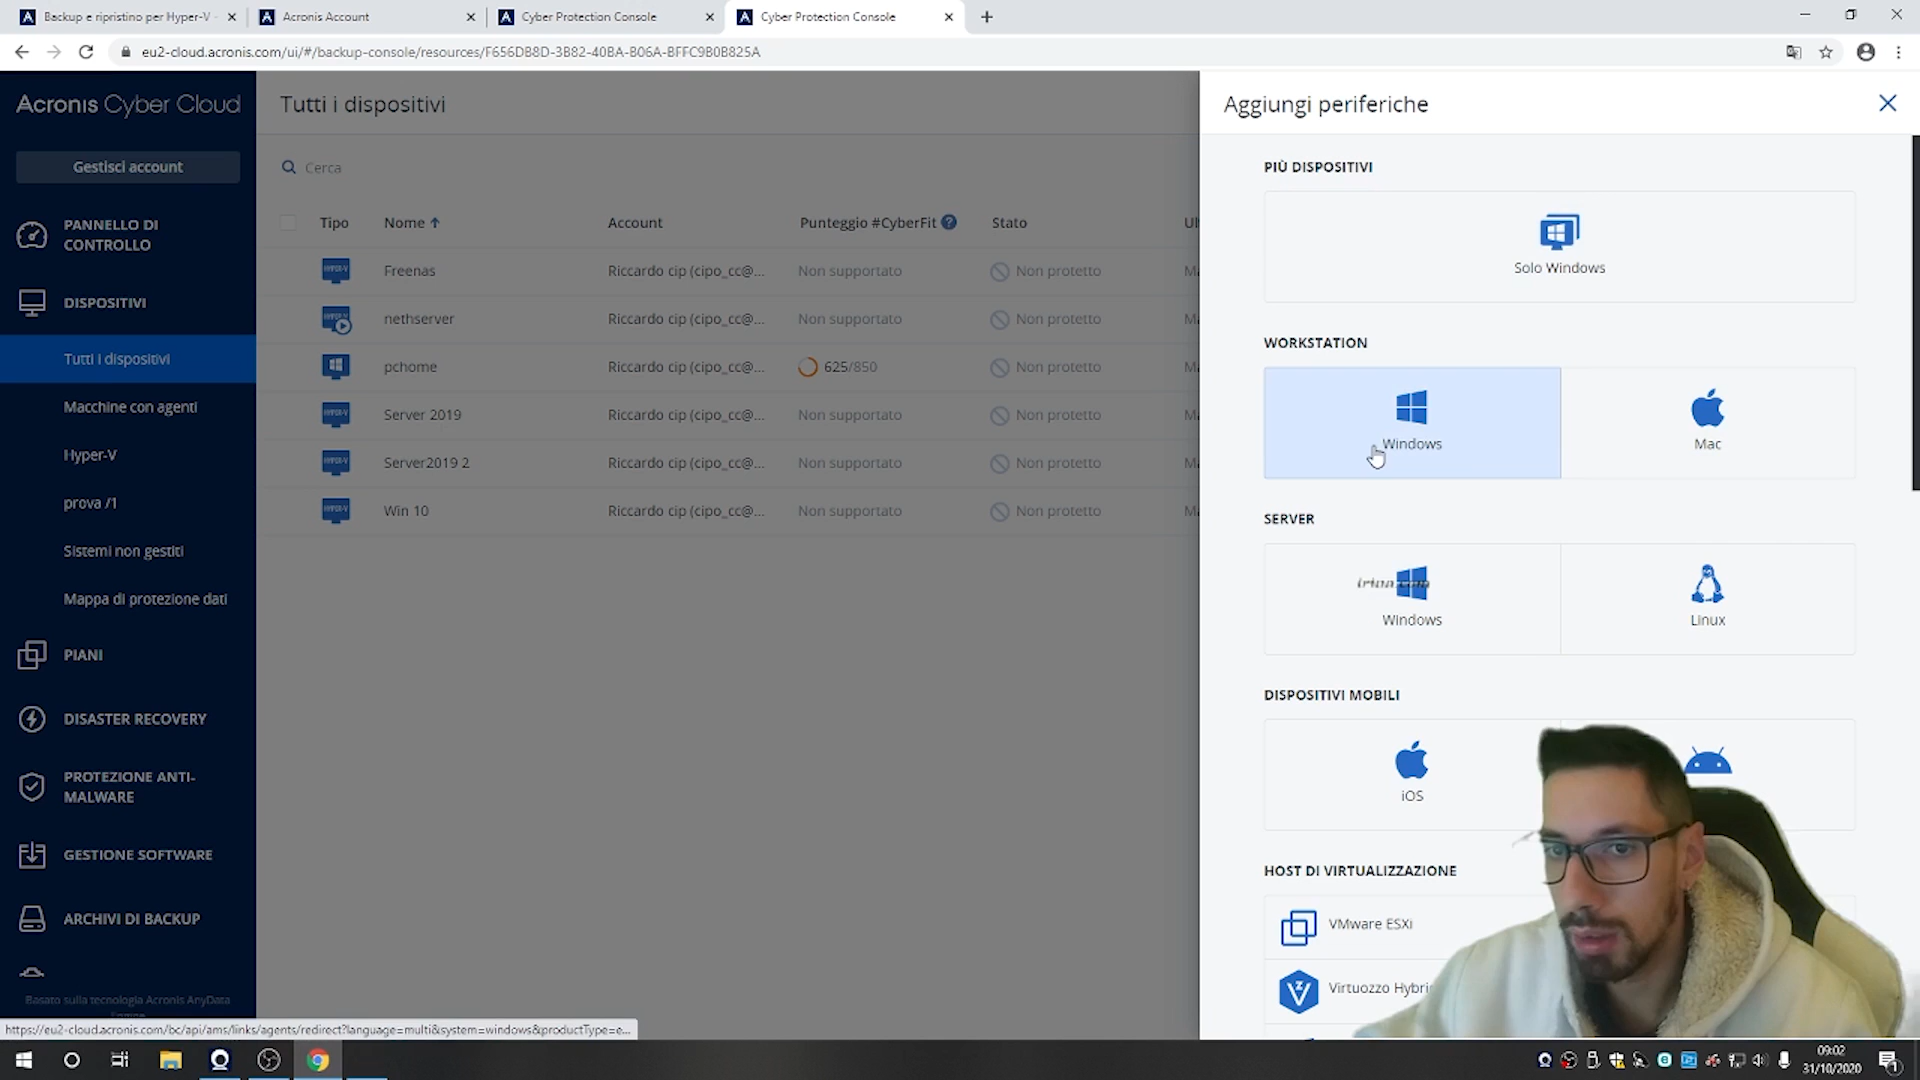 Backup e ripristino per Hyper-V
Acronis Account
Cyber Protection Console
Cyber Protection Console
eu2-cloud.acronis.com/ui/#/backup-console/resources/F656DB8D-3B82-40BA-B06A-BFFC9B0B825A
Acronis Cyber Cloud
Tutti i dispositivi
Aggiungi periferiche
Gestisci account
Cerca
PIÙ DISPOSITIVI
Solo Windows
PANNELLO DI CONTROLLO
DISPOSITIVI
Tutti i dispositivi
Macchine con agenti
Hyper-V
prova /1
Sistemi non gestiti
Mappa di protezione dati
PIANI
DISASTER RECOVERY
PROTEZIONE ANTI-
MALWARE
GESTIONE SOFTWARE
ARCHIVI DI BACKUP
Basato sulla tecnologia Acronis AnyData
Tipo Nome Account Punteggio #CyberFit Stato
Freenas Riccardo cip (cipo_cc@... Non supportato Non protetto
nethserver Riccardo cip (cipo_cc@... Non supportato Non protetto
pchome Riccardo cip (cipo_cc@... 625/850 Non protetto
Server 2019 Riccardo cip (cipo_cc@... Non supportato Non protetto
Server2019 2 Riccardo cip (cipo_cc@... Non supportato Non protetto
Win 10 Riccardo cip (cipo_cc@... Non supportato Non protetto
WORKSTATION
Windows
Mac
SERVER
Windows
Linux
DISPOSITIVI MOBILI
iOS
HOST DI VIRTUALIZZAZIONE
VMware ESXi
Virtuozzo Hybri
https://eu2-cloud.acronis.com/bc/api/ams/links/agents/redirect?language=multi&system=windows&productType=e...
09:02
31/10/2020